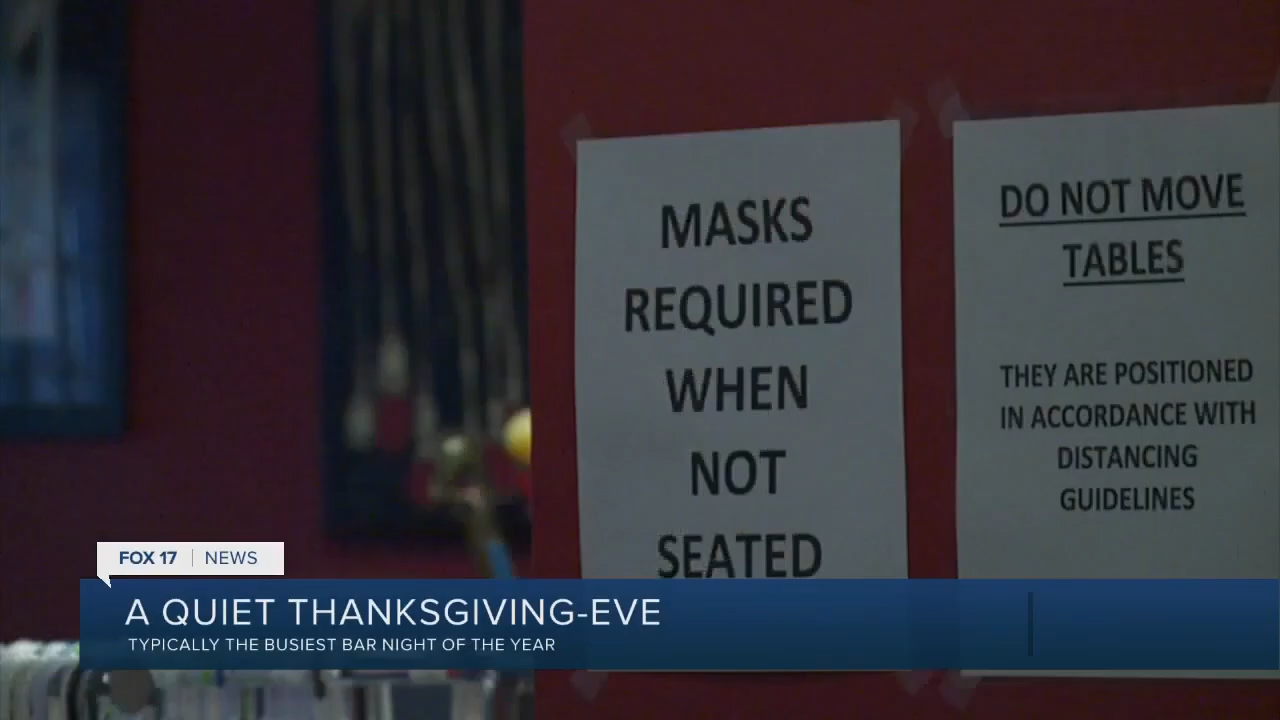 MASKS
REQUIRED
WHEN
NOT
SEATED
DO NOT MOVE
TABLES
THEY ARE POSITIONED
IN ACCORDANCE WITH
DISTANCING
GUIDELINES
FOX 17 NEWS
A QUIET THANKSGIVING-EVE
TYPICALLY THE BUSIEST BAR NIGHT OF THE YEAR